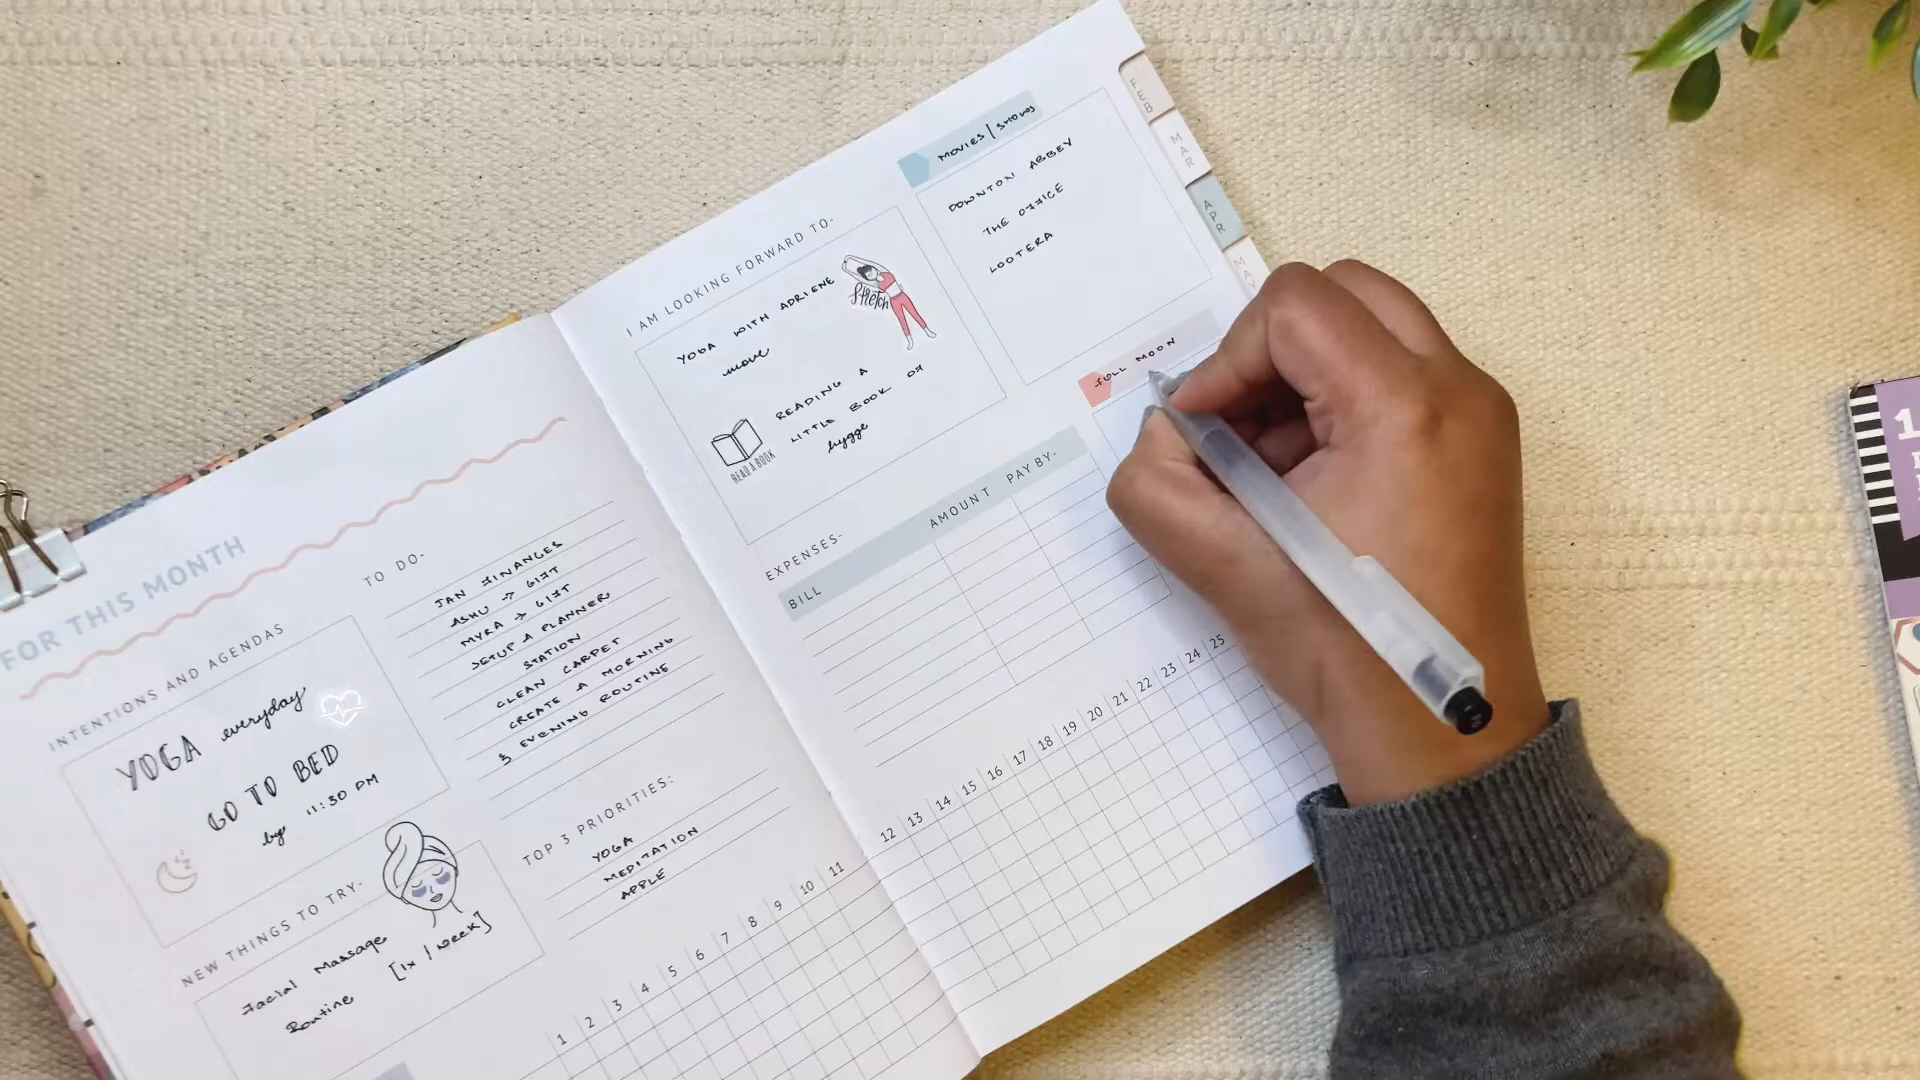 FOR THIS MONTH
INTENTIONS AND AGENDAS
YOGA everyday
GO TO BED
by 11:30 PM
NEW THINGS TO TRY-
Facial Massage
Routine [1x / week]
TO DO-
JAN FINANCES
ASHU → GIFT
MYRA → GIFT
SETUP A PLANNER
STATION
CLEAN CARPET
CREATE A MORNING
& EVENING ROUTINE
TOP 3 PRIORITIES:
YOGA
MEDITATION
APPLE
1 2 3 4 5 6 7 8 9 10 11
I AM LOOKING FORWARD TO-
YOGA WITH ADRIENE
move
Stretch
READING A
LITTLE BOOK OF
hygge
READ A BOOK
MOVIES / SHOWS
DOWNTON ABBEY
THE OFFICE
LOOTERA
FULL MOON
EXPENSES-
BILL AMOUNT PAY BY-
12 13 14 15 16 17 18 19 20 21 22 23 24 25
FEB
MAR
APR
MAY